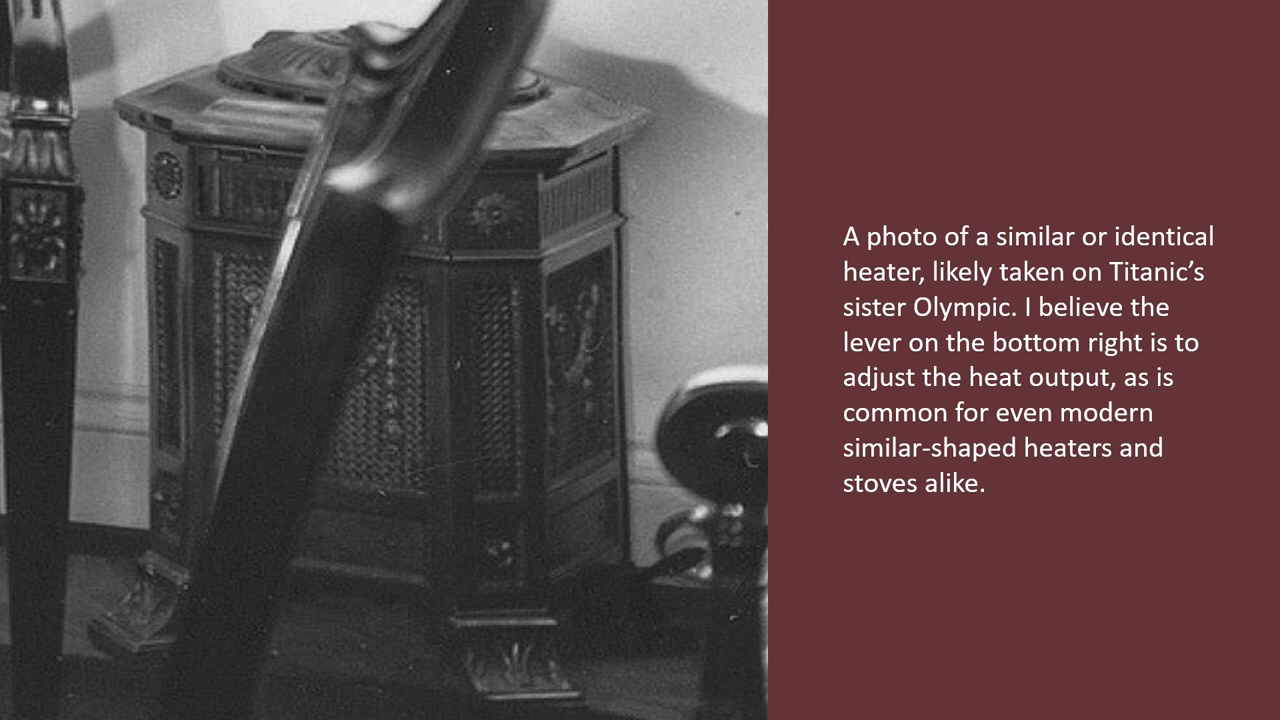 A photo of a similar or identical
heater, likely taken on Titanic’s
sister Olympic. I believe the
lever on the bottom right is to
adjust the heat output, as is
common for even modern
similar-shaped heaters and
stoves alike.